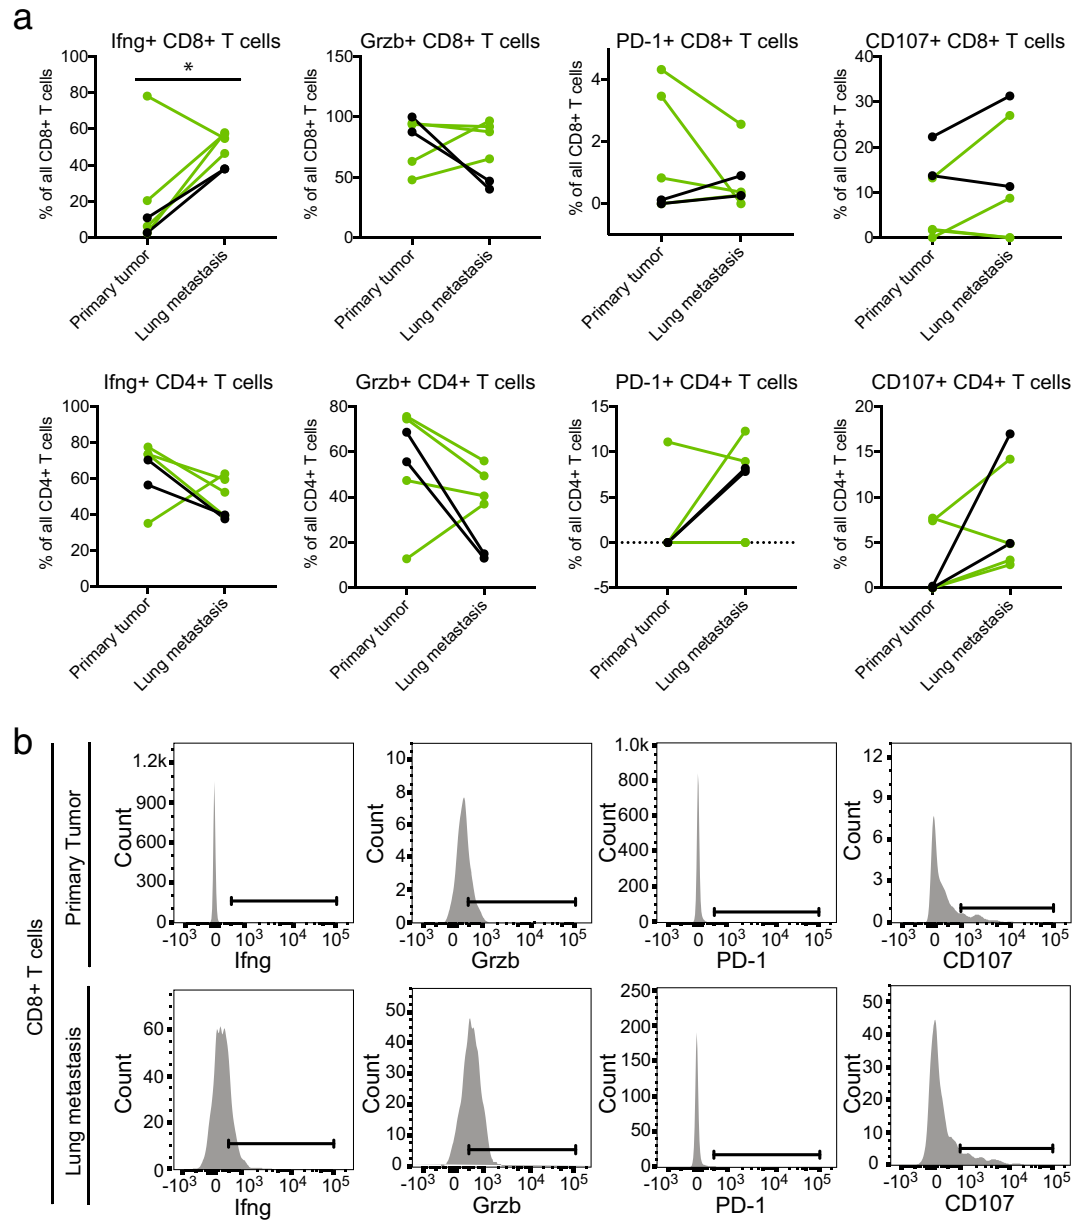 a
Ifng+ CD8+ T cells
Grzb+ CD8+ T cells
PD-1+ CD8+ T cells
CD107+ CD8+ T cells
% of all CD8+ T cells
100
80
60
40
20
0
*
Primary tumor
Lung metastasis
% of all CD8+ T cells
150
100
50
0
Primary tumor
Lung metastasis
% of all CD8+ T cells
4
2
0
Primary tumor
Lung metastasis
% of all CD8+ T cells
40
30
20
10
0
Primary tumor
Lung metastasis
Ifng+ CD4+ T cells
Grzb+ CD4+ T cells
PD-1+ CD4+ T cells
CD107+ CD4+ T cells
% of all CD4+ T cells
100
80
60
40
20
0
Primary tumor
Lung metastasis
% of all CD4+ T cells
80
60
40
20
0
Primary tumor
Lung metastasis
% of all CD4+ T cells
15
10
5
0
-5
Primary tumor
Lung metastasis
% of all CD4+ T cells
20
15
10
5
0
Primary tumor
Lung metastasis
b
CD8+ T cells
Primary Tumor
Count
1.2k
900
600
300
0
-10³ 0 10³ 10⁴ 10⁵
Ifng
Count
10
8
6
4
2
0
-10³ 0 10³ 10⁴ 10⁵
Grzb
Count
1.0k
800
600
400
200
0
-10³ 0 10³ 10⁴ 10⁵
PD-1
Count
12
9
6
3
0
-10³ 0 10³ 10⁴ 10⁵
CD107
Lung metastasis
Count
60
40
20
0
-10³ 0 10³ 10⁴ 10⁵
Ifng
Count
50
40
30
20
10
0
-10³ 0 10³ 10⁴ 10⁵
Grzb
Count
250
200
150
100
50
0
-10³ 0 10³ 10⁴ 10⁵
PD-1
Count
50
40
30
20
10
0
-10³ 0 10³ 10⁴ 10⁵
CD107